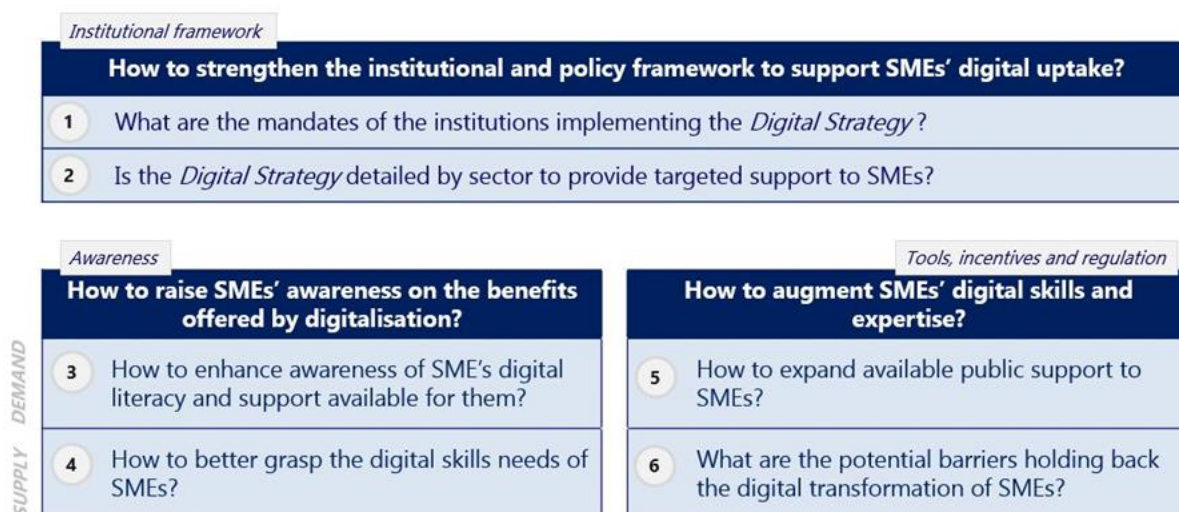 Institutional framework
How to strengthen the institutional and policy framework to support SMEs' digital uptake?
1 What are the mandates of the institutions implementing the Digital Strategy ?
2 Is the Digital Strategy detailed by sector to provide targeted support to SMEs?
Awareness
How to raise SMEs' awareness on the benefits
offered by digitalisation?
DEMAND
3 How to enhance awareness of SME's digital
literacy and support available for them?
SUPPLY
4 How to better grasp the digital skills needs of
SMEs?
Tools, incentives and regulation
How to augment SMEs' digital skills and
expertise?
5 How to expand available public support to
SMEs?
6 What are the potential barriers holding back
the digital transformation of SMEs?